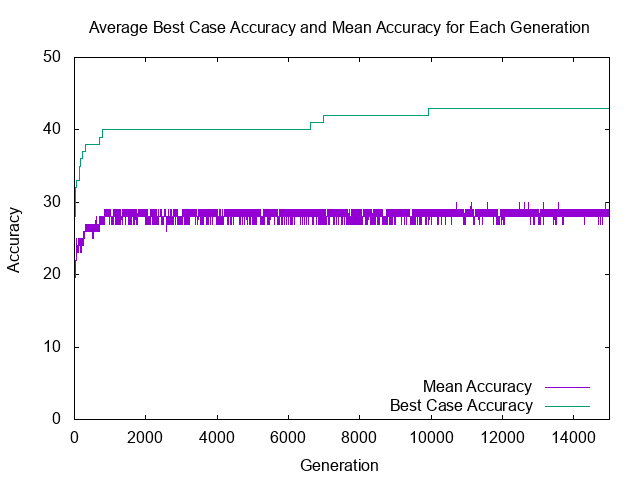 Average Best Case Accuracy and Mean Accuracy for Each Generation
50
40
30
20
10
0
Accuracy
Mean Accuracy
Best Case Accuracy
0 2000 4000 6000 8000 10000 12000 14000
Generation